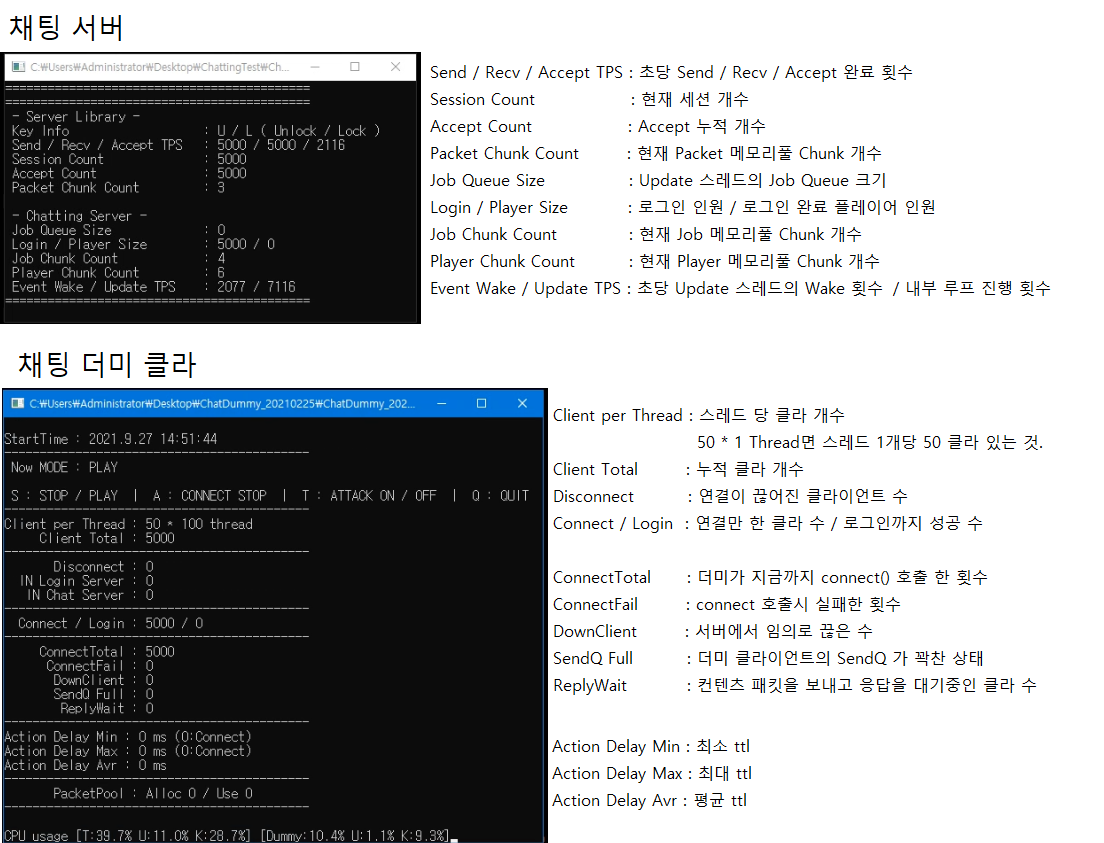 채팅 서버
C:₩Users₩Administrator₩Desktop₩ChattingTest₩Ch...
==========================================
==========================================
- Server Library -
Key Info : U / L ( Unlock / Lock )
Send / Recv / Accept TPS : 5000 / 5000 / 2116
Session Count : 5000
Accept Count : 5000
Packet Chunk Count : 3
- Chatting Server -
Job Queue Size : 0
Login / Player Size : 5000 / 0
Job Chunk Count : 4
Player Chunk Count : 6
Event Wake / Update TPS : 2077 / 7116
==========================================
Send / Recv / Accept TPS : 초당 Send / Recv / Accept 완료 횟수
Session Count : 현재 세션 개수
Accept Count : Accept 누적 개수
Packet Chunk Count : 현재 Packet 메모리풀 Chunk 개수
Job Queue Size : Update 스레드의 Job Queue 크기
Login / Player Size : 로그인 인원 / 로그인 완료 플레이어 인원
Job Chunk Count : 현재 Job 메모리풀 Chunk 개수
Player Chunk Count : 현재 Player 메모리풀 Chunk 개수
Event Wake / Update TPS : 초당 Update 스레드의 Wake 횟수 / 내부 루프 진행 횟수
채팅 더미 클라
C:₩Users₩Administrator₩Desktop₩ChatDummy_20210225₩ChatDummy_202...
StartTime : 2021.9.27 14:51:44
------------------------------------------
Now MODE : PLAY
S : STOP / PLAY | A : CONNECT STOP | T : ATTACK ON / OFF | Q : QUIT
------------------------------------------
Client per Thread : 50 * 100 thread
Client Total : 5000
------------------------------------------
Disconnect : 0
IN Login Server : 0
IN Chat Server : 0
------------------------------------------
Connect / Login : 5000 / 0
------------------------------------------
ConnectTotal : 5000
ConnectFail : 0
DownClient : 0
SendQ Full : 0
ReplyWait : 0
------------------------------------------
Action Delay Min : 0 ms (0:Connect)
Action Delay Max : 0 ms (0:Connect)
Action Delay Avr : 0 ms
------------------------------------------
PacketPool : Alloc 0 / Use 0
------------------------------------------
CPU usage [T:39.7% U:11.0% K:28.7%] [Dummy:10.4% U:1.1% K:9.3%]
Client per Thread : 스레드 당 클라 개수
50 * 1 Thread면 스레드 1개당 50 클라 있는 것.
Client Total : 누적 클라 개수
Disconnect : 연결이 끊어진 클라이언트 수
Connect / Login : 연결만 한 클라 수 / 로그인까지 성공 수
ConnectTotal : 더미가 지금까지 connect() 호출 한 횟수
ConnectFail : connect 호출시 실패한 횟수
DownClient : 서버에서 임의로 끊은 수
SendQ Full : 더미 클라이언트의 SendQ 가 꽉찬 상태
ReplyWait : 컨텐츠 패킷을 보내고 응답을 대기중인 클라 수
Action Delay Min : 최소 ttl
Action Delay Max : 최대 ttl
Action Delay Avr : 평균 ttl